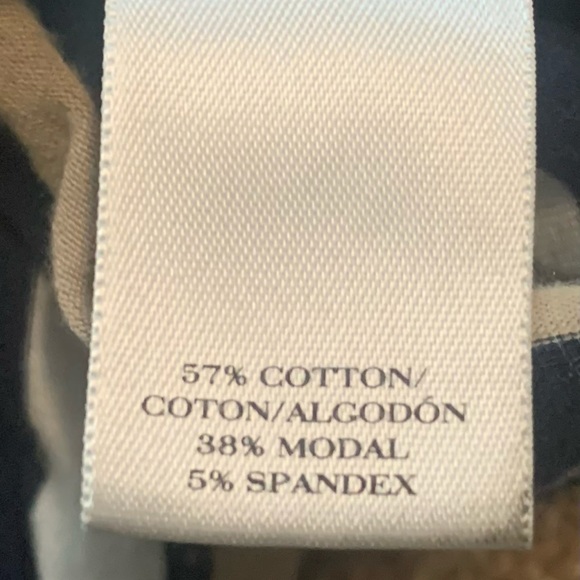 57% COTTON/
COTON/ALGODÓN
38% MODAL
5% SPANDEX